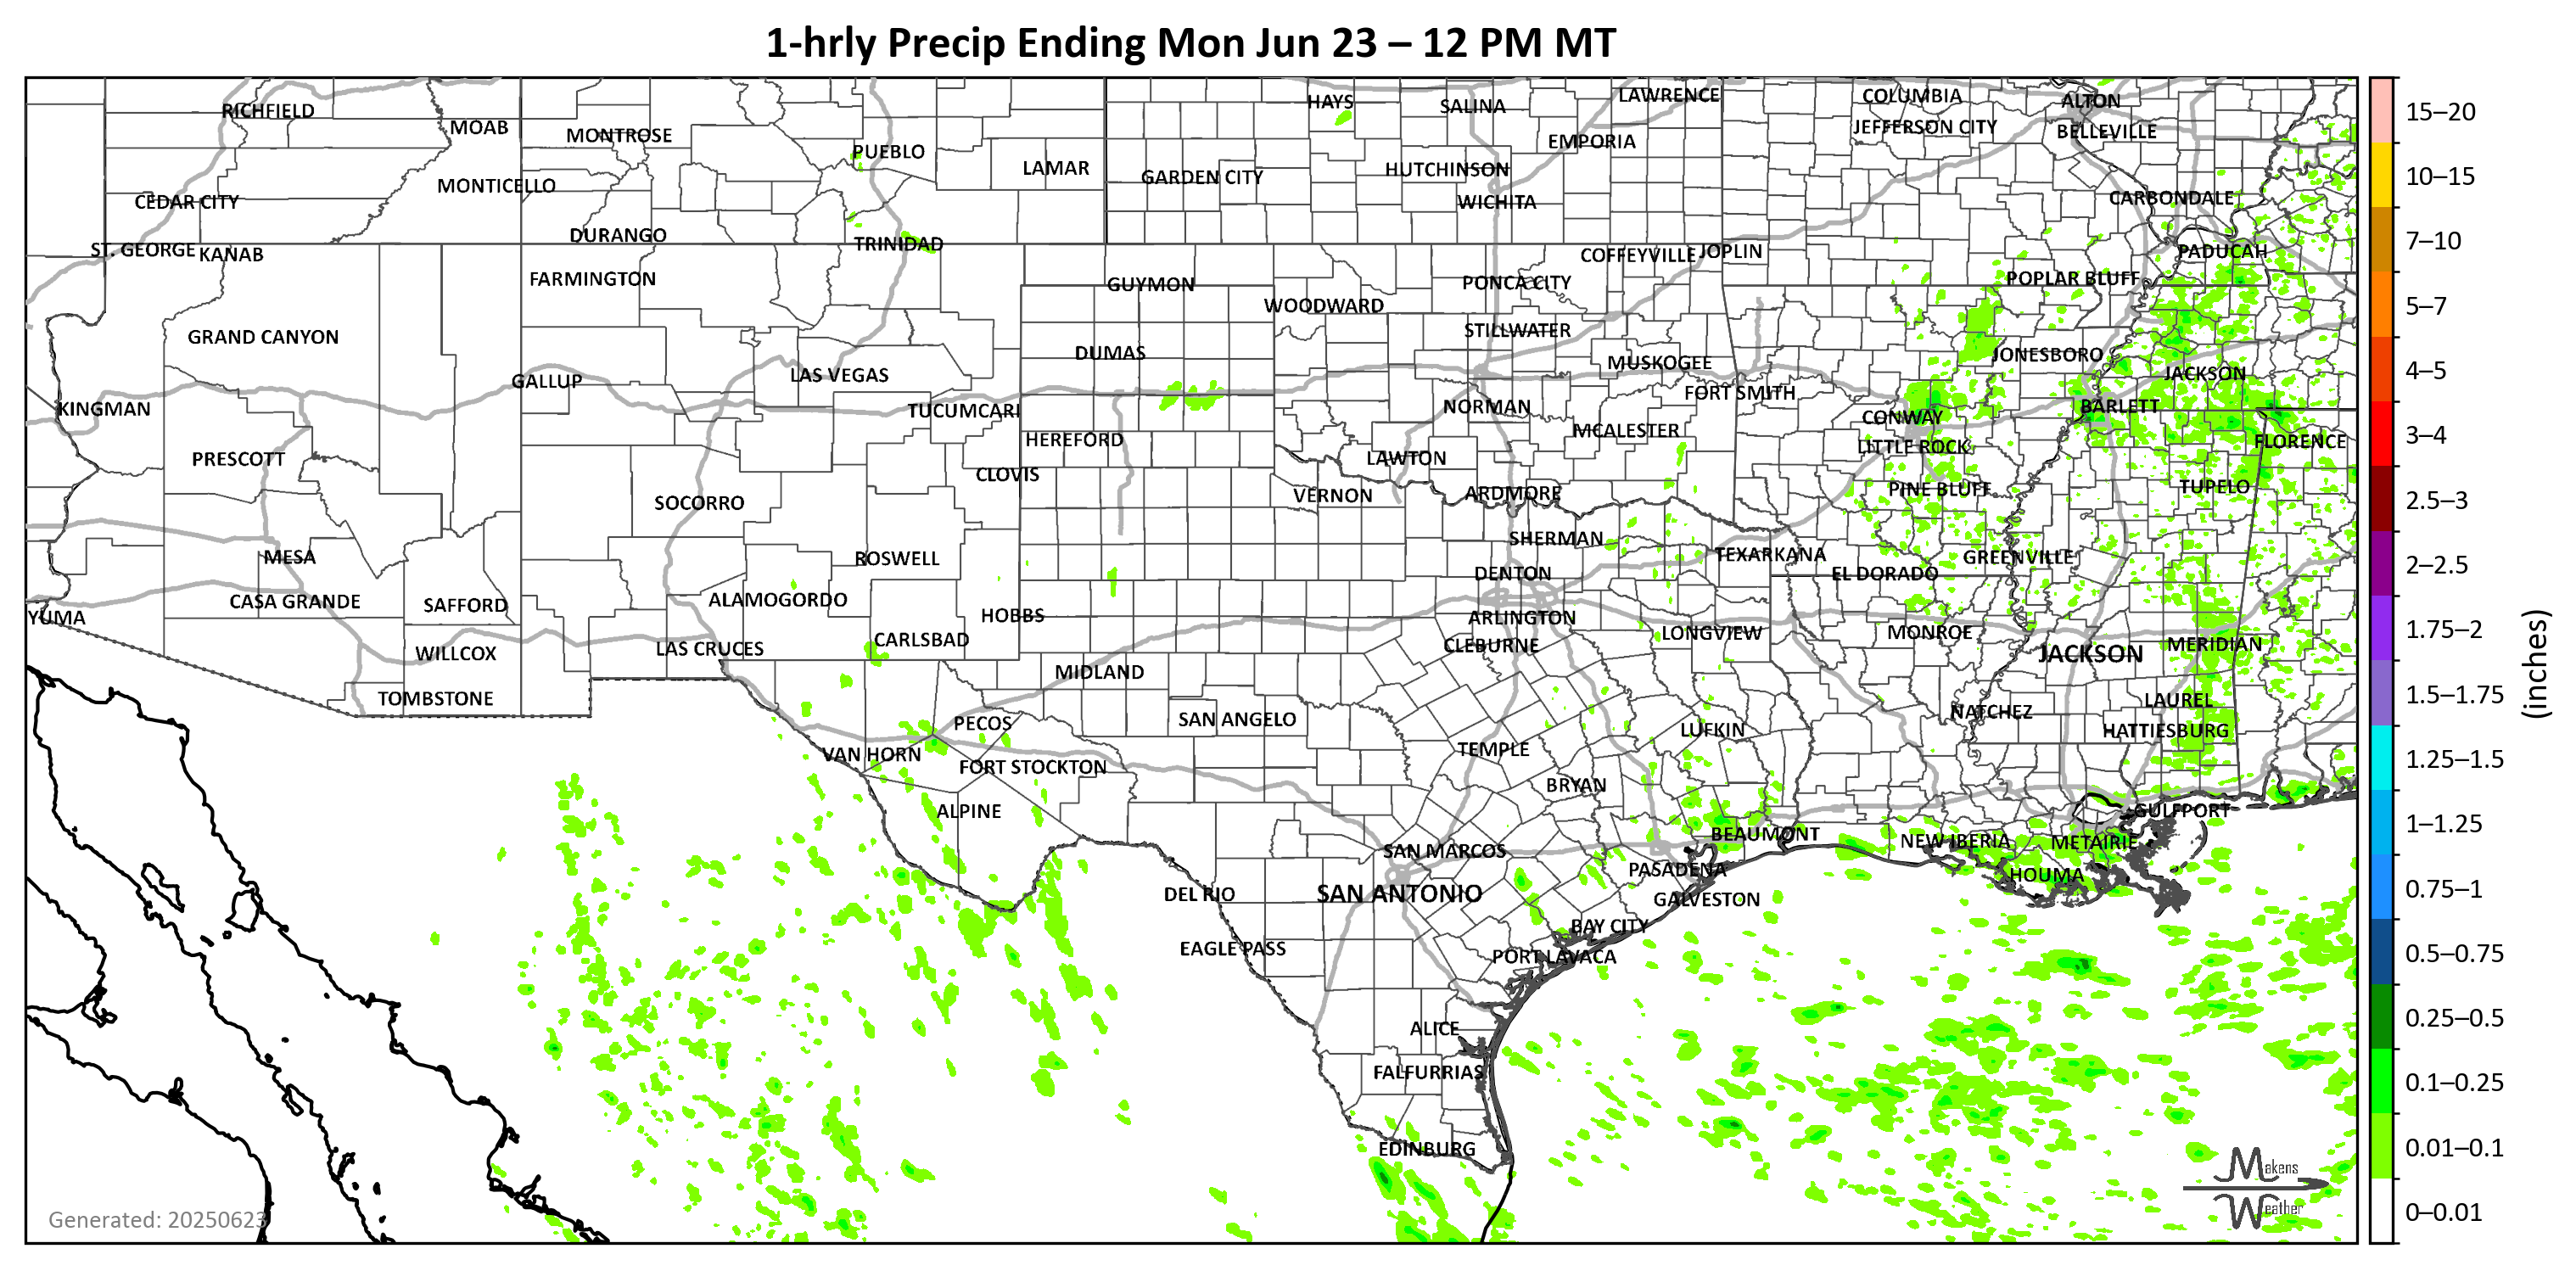 1-hrly Precip Ending Mon Jun 23 – 12 PM MT
RICHFIELD
MOAB
MONTROSE
PUEBLO
LAMAR
HAYS
SALINA
LAWRENCE
COLUMBIA
ALTON
JEFFERSON CITY
BELLEVILLE
EMPORIA
GARDEN CITY
HUTCHINSON
MONTICELLO
CEDAR CITY
WICHITA
CARBONDALE
DURANGO
TRINIDAD
ST. GEORGE
KANAB
COFFEYVILLE
JOPLIN
PADUCAH
FARMINGTON
GUYMON
PONCA CITY
POPLAR BLUFF
WOODWARD
GRAND CANYON
STILLWATER
DUMAS
MUSKOGEE
JONESBORO
GALLUP
LAS VEGAS
JACKSON
FORT SMITH
KINGMAN
TUCUMCARI
NORMAN
BARLETT
CONWAY
MCALESTER
HEREFORD
LITTLE ROCK
FLORENCE
PRESCOTT
LAWTON
CLOVIS
PINE BLUFF
TUPELO
SOCORRO
VERNON
ARDMORE
SHERMAN
MESA
ROSWELL
TEXARKANA
GREENVILLE
DENTON
EL DORADO
CASA GRANDE
SAFFORD
ALAMOGORDO
HOBBS
YUMA
ARLINGTON
CARLSBAD
LONGVIEW
MONROE
LAS CRUCES
CLEBURNE
MERIDIAN
WILLCOX
JACKSON
MIDLAND
TOMBSTONE
LAUREL
NATCHEZ
PECOS
SAN ANGELO
LUFKIN
HATTIESBURG
VAN HORN
TEMPLE
FORT STOCKTON
BRYAN
ALPINE
GULFPORT
BEAUMONT
NEW IBERIA
METAIRIE
SAN MARCOS
PASADENA
HOUMA
DEL RIO
SAN ANTONIO
GALVESTON
BAY CITY
EAGLE PASS
PORT LAVACA
ALICE
FALFURRIAS
EDINBURG
Generated: 20250623
Makens
Weather
15–20
10–15
7–10
5–7
4–5
3–4
2.5–3
2–2.5
1.75–2
1.5–1.75
1.25–1.5
1–1.25
0.75–1
0.5–0.75
0.25–0.5
0.1–0.25
0.01–0.1
0–0.01
(inches)